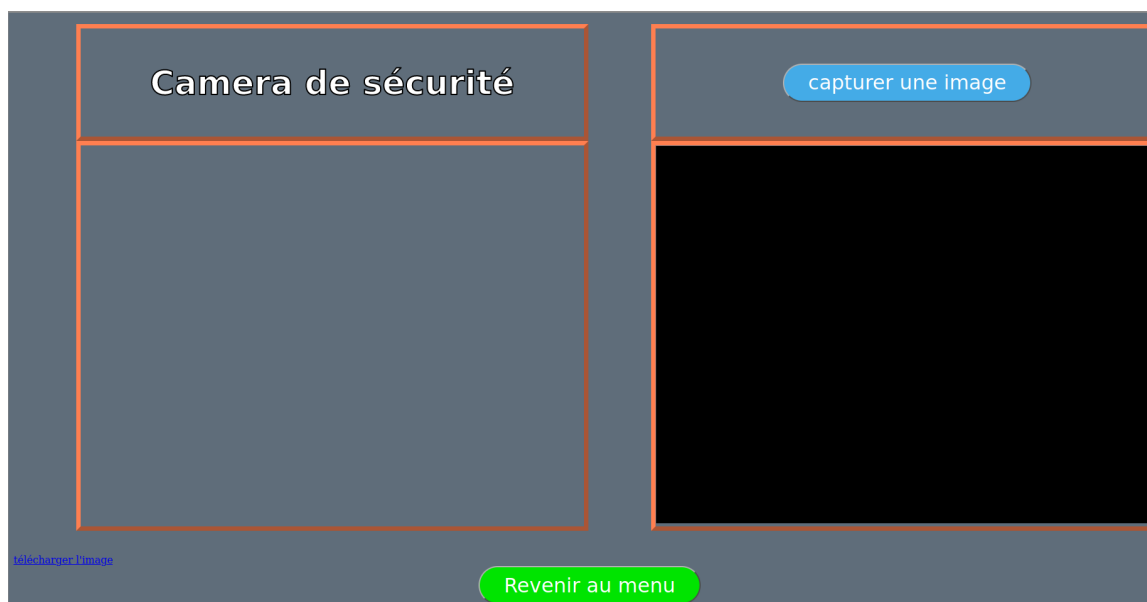 Camera de sécurité
capturer une image
télécharger l'image
Revenir au menu